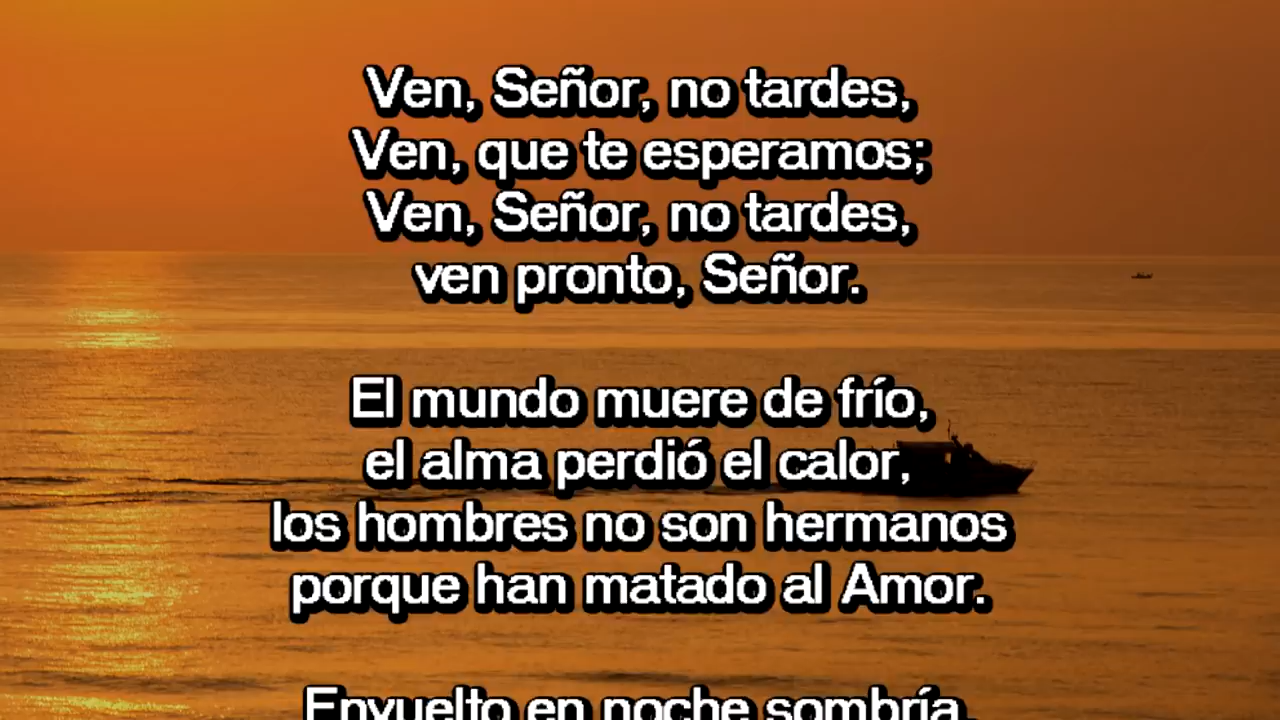 Ven, Señor, no tardes,
Ven, que te esperamos;
Ven, Señor, no tardes,
ven pronto, Señor.
El mundo muere de frío,
el alma perdió el calor,
los hombres no son hermanos
porque han matado al Amor.
Envuelto en noche sombría,